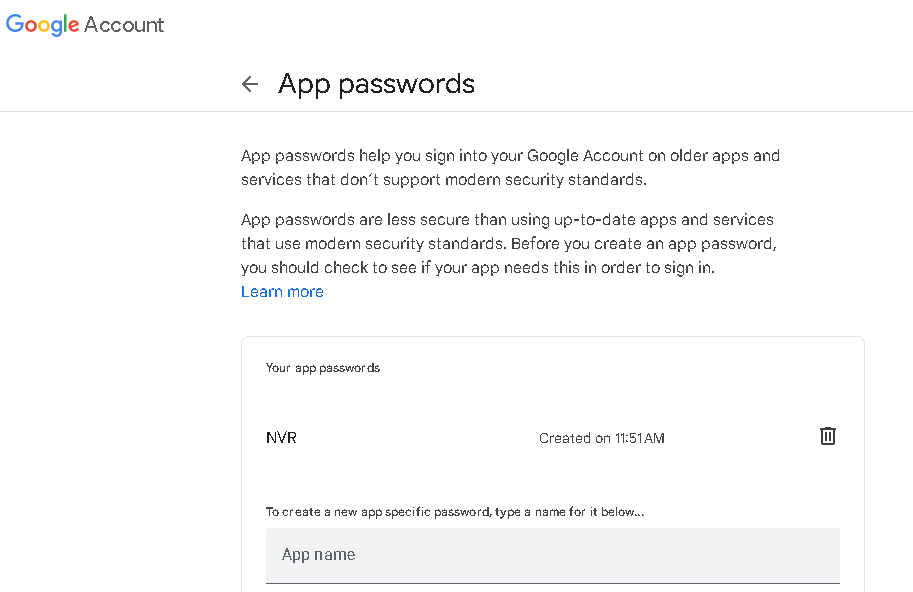 Google Account
App passwords
App passwords help you sign into your Google Account on older apps and
services that don't support modern security standards.
App passwords are less secure than using up-to-date apps and services
that use modern security standards. Before you create an app password,
you should check to see if your app needs this in order to sign in.
Learn more
Your app passwords
NVR Created on 11:51 AM
To create a new app specific password, type a name for it below...
App name